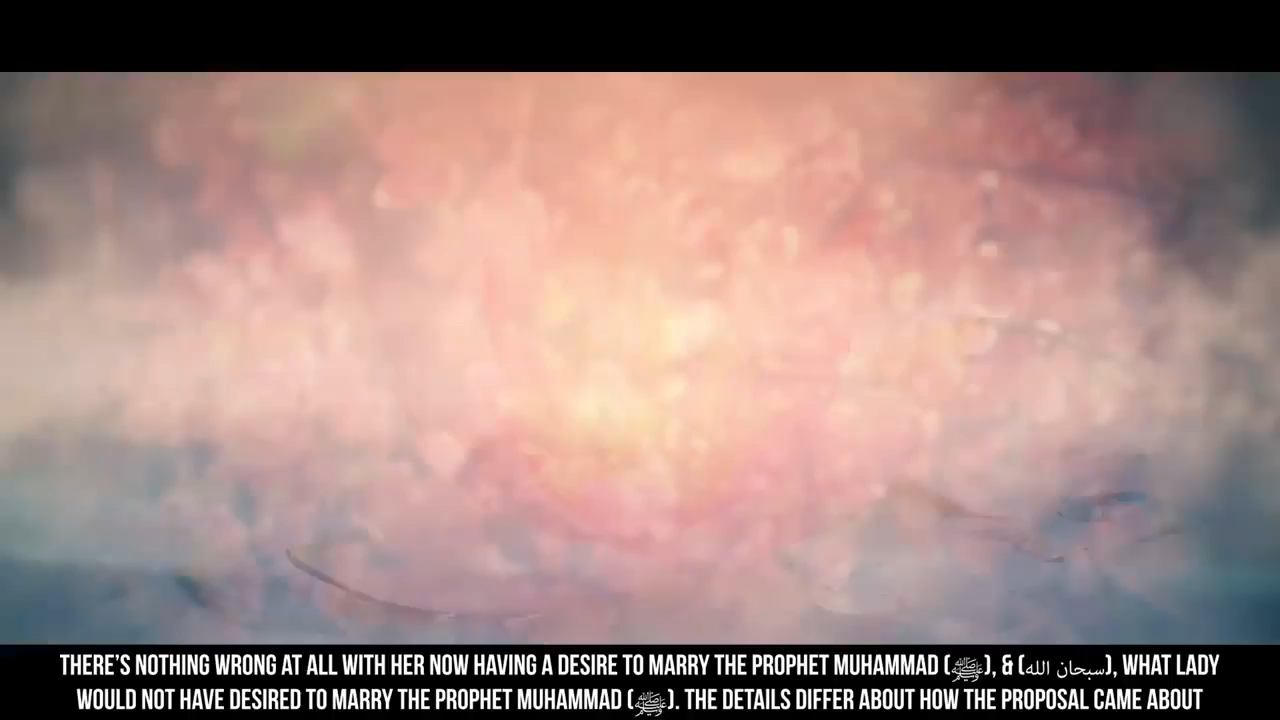 THERE'S NOTHING WRONG AT ALL WITH HER NOW HAVING A DESIRE TO MARRY THE PROPHET MUHAMMAD (ﷺ), & (سبحان الله), WHAT LADY
WOULD NOT HAVE DESIRED TO MARRY THE PROPHET MUHAMMAD (ﷺ). THE DETAILS DIFFER ABOUT HOW THE PROPOSAL CAME ABOUT